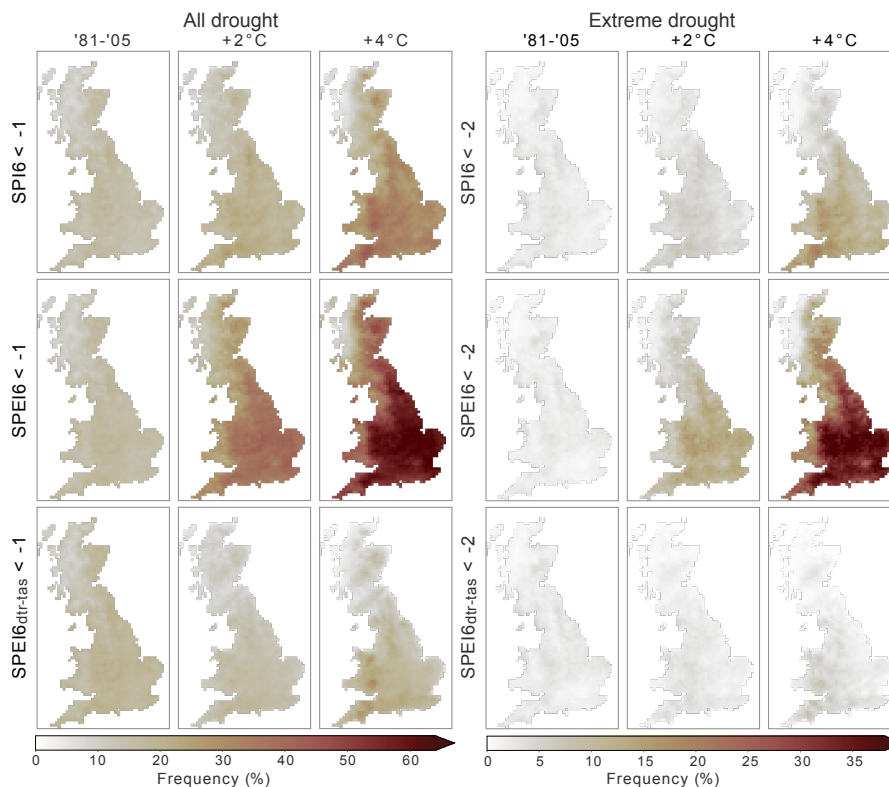 All drought
Extreme drought
'81-'05
+2°C
+4°C
'81-'05
+2°C
+4°C
SPI6 < -1
SPI6 < -2
SPEI6 < -1
SPEI6 < -2
SPEI6dtr-tas < -1
SPEI6dtr-tas < -2
0 10 20 30 40 50 60
Frequency (%)
0 5 10 15 20 25 30 35
Frequency (%)